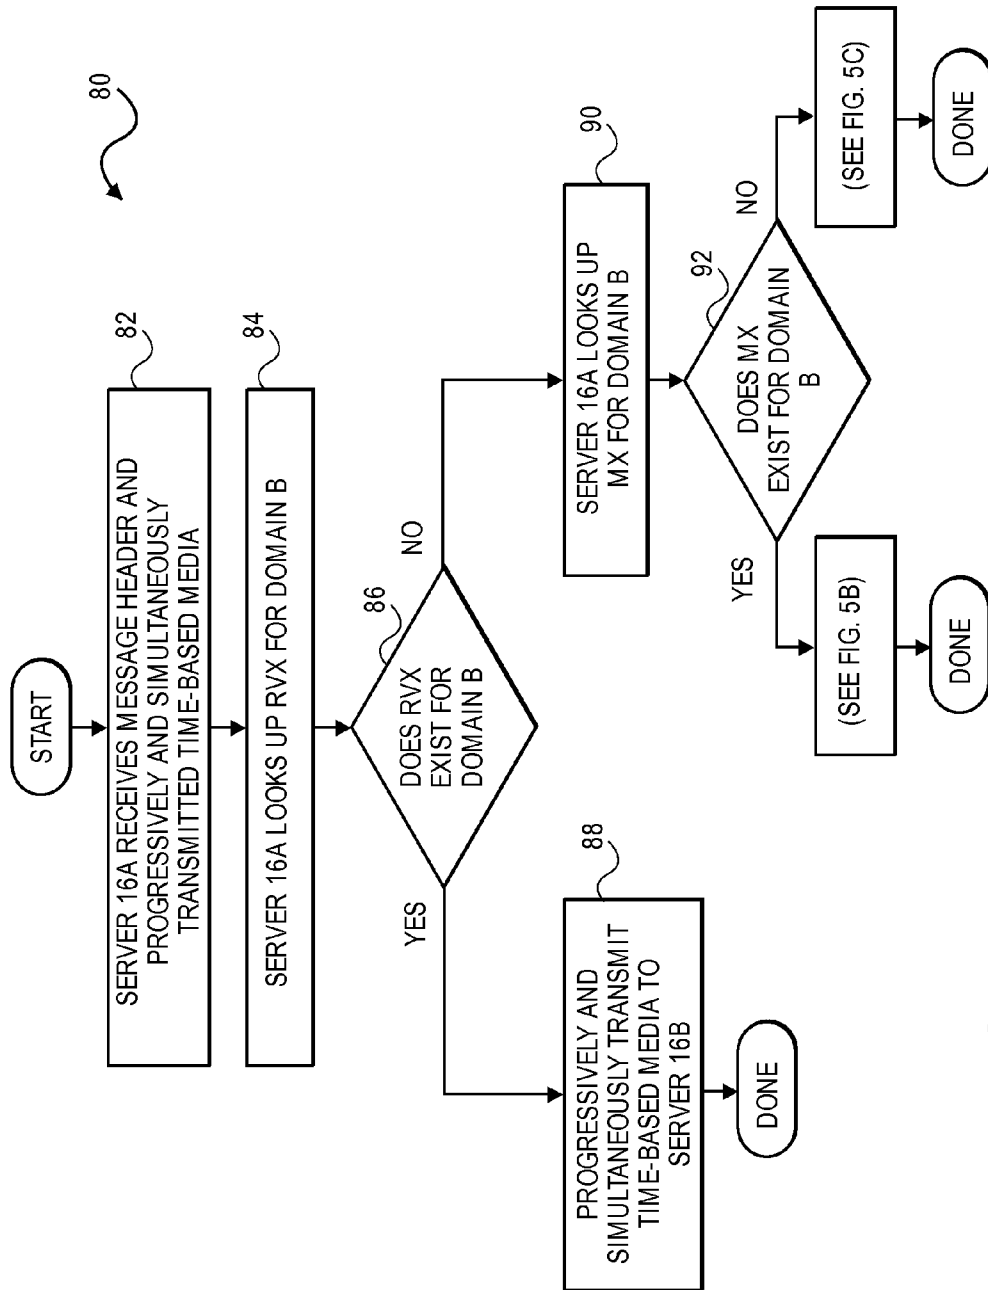 80
START
82
SERVER 16A RECEIVES MESSAGE HEADER AND
PROGRESSIVELY AND SIMULTANEOUSLY
TRANSMITTED TIME-BASED MEDIA
84
SERVER 16A LOOKS UP RVX FOR DOMAIN B
86
DOES RVX
EXIST FOR
DOMAIN B
YES
NO
88
PROGRESSIVELY AND
SIMULTANEOUSLY TRANSMIT
TIME-BASED MEDIA TO
SERVER 16B
DONE
90
SERVER 16A LOOKS UP
MX FOR DOMAIN B
92
DOES MX
EXIST FOR DOMAIN
B
YES
NO
(SEE FIG. 5B)
DONE
(SEE FIG. 5C)
DONE